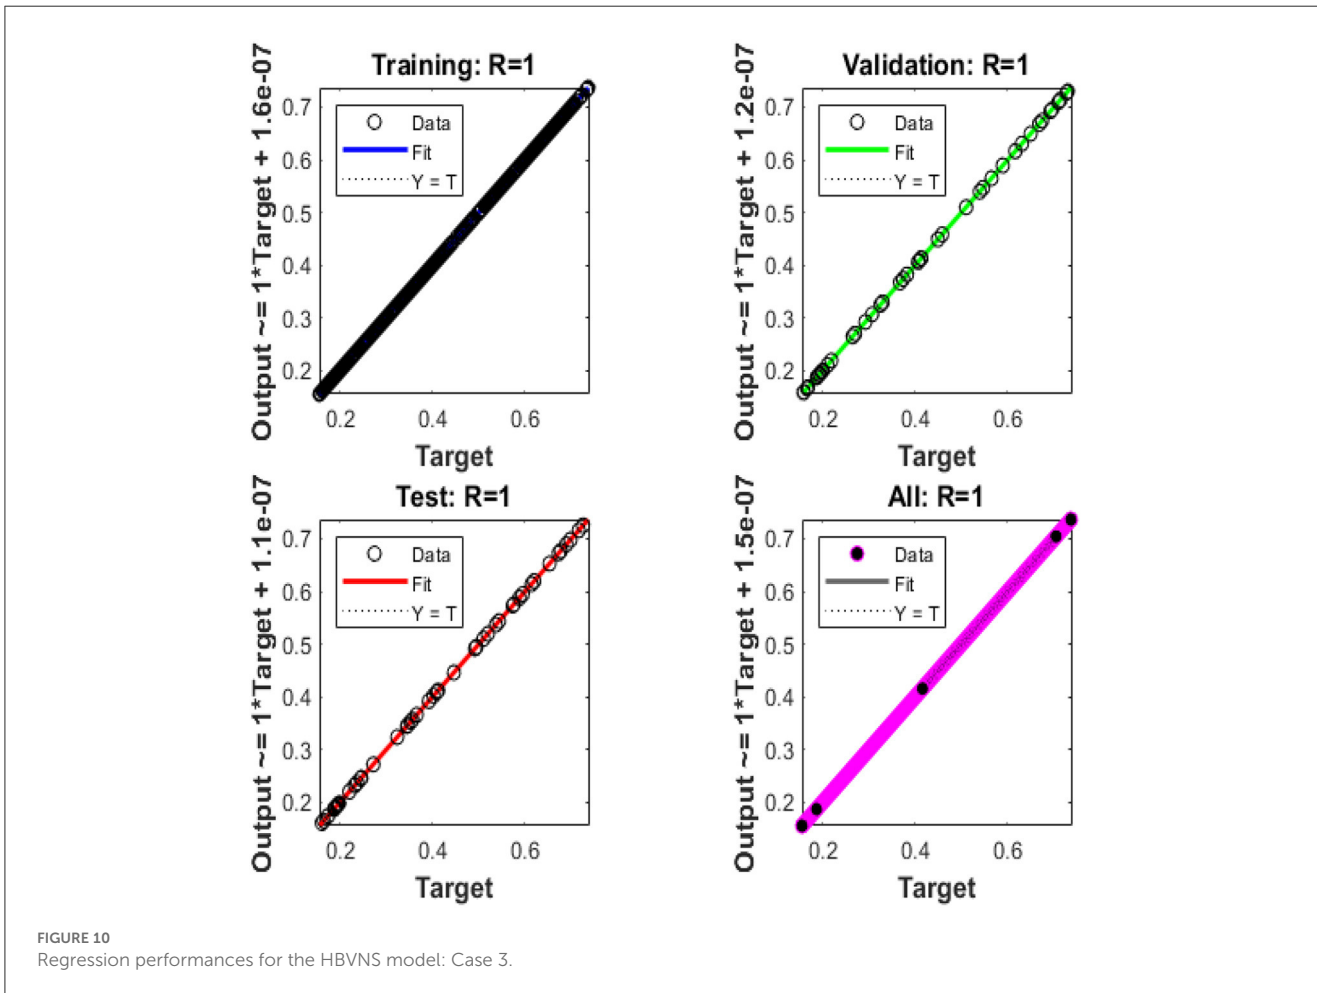 Training: R=1
Output ~= 1*Target + 1.6e-07
0.7
0.6
0.5
0.4
0.3
0.2
Data
Fit
Y = T
0.2 0.4 0.6
Target
Validation: R=1
Output ~= 1*Target + 1.2e-07
0.7
0.6
0.5
0.4
0.3
0.2
Data
Fit
Y = T
0.2 0.4 0.6
Target
Test: R=1
Output ~= 1*Target + 1.1e-07
0.7
0.6
0.5
0.4
0.3
0.2
Data
Fit
Y = T
0.2 0.4 0.6
Target
All: R=1
Output ~= 1*Target + 1.5e-07
0.7
0.6
0.5
0.4
0.3
0.2
Data
Fit
Y = T
0.2 0.4 0.6
Target
FIGURE 10
Regression performances for the HBVNS model: Case 3.